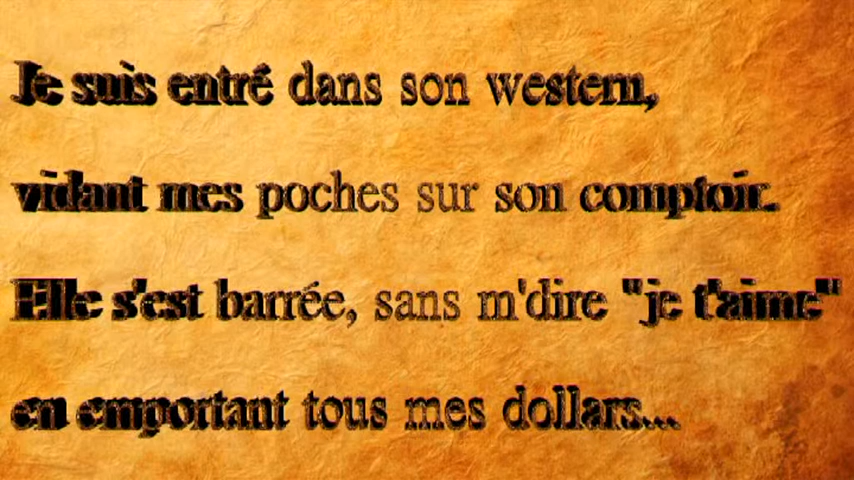 Je suis entré dans son western,
vidant mes poches sur son comptoir.
Elle s'est barrée, sans m'dire "je t'aime"
en emportant tous mes dollars...